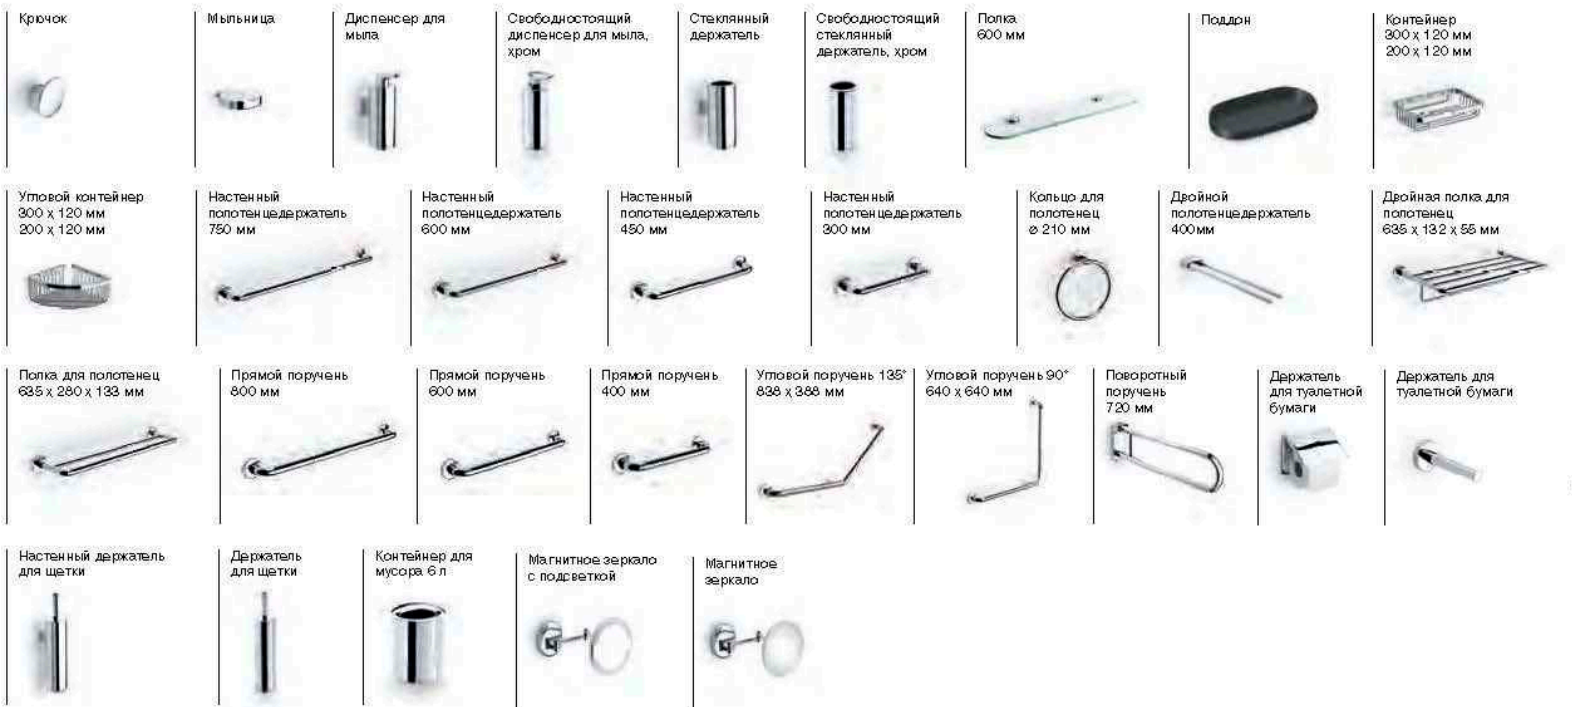 Крючок
Мыльница
Диспенсер для
мыла
Свободностоящий
диспенсер для мыла,
хром
Стеклянный
держатель
Свободностоящий
стеклянный
держатель, хром
Полка
600 мм
Поддон
Контейнер
300 x 120 мм
200 x 120 мм
Угловой контейнер
300 x 120 мм
200 x 120 мм
Настенный
полотенцедержатель
750 мм
Настенный
полотенцедержатель
600 мм
Настенный
полотенцедержатель
450 мм
Настенный
полотенцедержатель
300 мм
Кольцо для
полотенец
ø 210 мм
Двойной
полотенцедержатель
400мм
Двойная полка для
полотенец
635 x 132 x 55 мм
Полка для полотенец
635 x 280 x 133 мм
Прямой поручень
800 мм
Прямой поручень
600 мм
Прямой поручень
400 мм
Угловой поручень 135°
838 x 388 мм
Угловой поручень 90°
640 x 640 мм
Поворотный
поручень
720 мм
Держатель
для туалетной
бумаги
Держатель для
туалетной бумаги
Настенный держатель
для щетки
Держатель
для щетки
Контейнер для
мусора 6 л
Магнитное зеркало
с подсветкой
Магнитное
зеркало